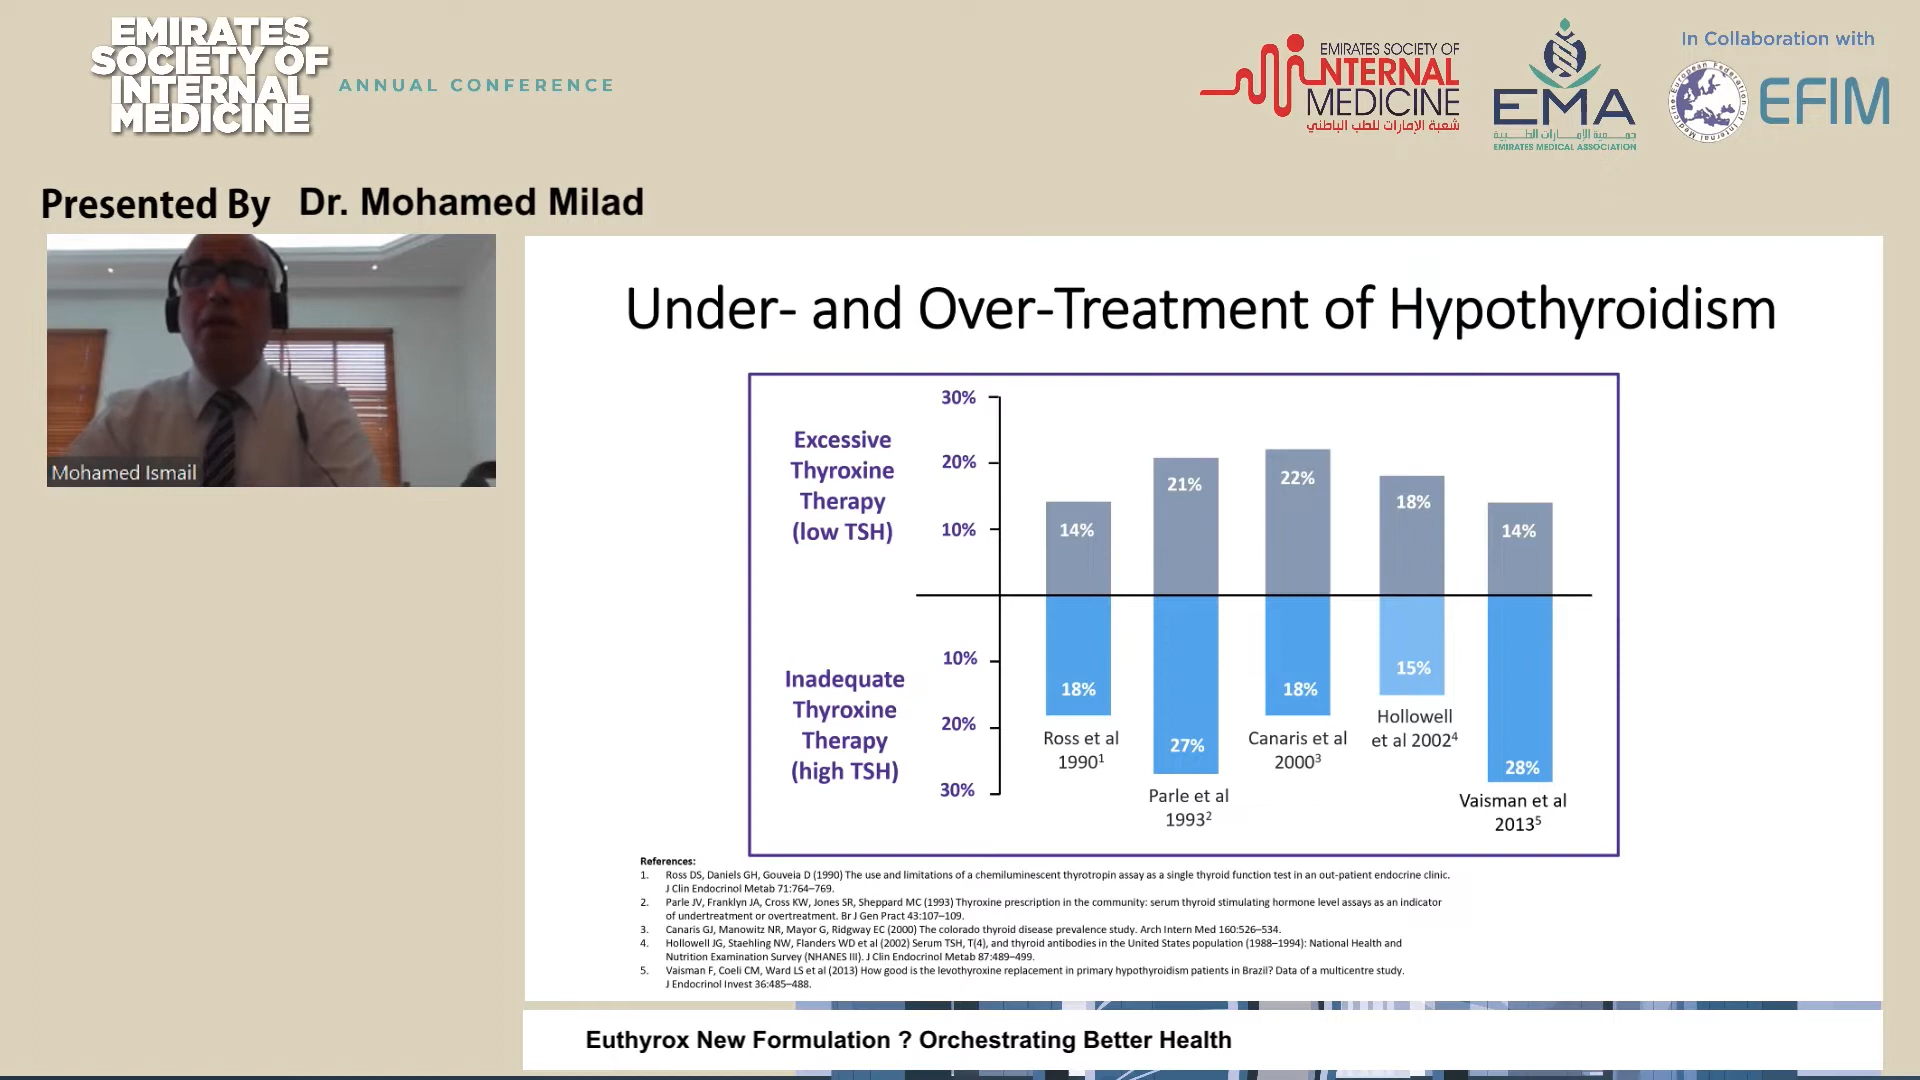 EMIRATES
SOCIETY OF
INTERNAL
MEDICINE
ANNUAL CONFERENCE
EMIRATES SOCIETY OF
INTERNAL
MEDICINE
شعبة الإمارات للطب الباطني
EMA
جمعية الإمارات الطبية
EMIRATES MEDICAL ASSOCIATION
In Collaboration with
European Federation of Internal Medicine
EFIM
Presented By Dr. Mohamed Milad
Mohamed Ismail
Under- and Over-Treatment of Hypothyroidism
Excessive
Thyroxine
Therapy
(low TSH)
30%
20%
10%
14%
21%
22%
18%
14%
Inadequate
Thyroxine
Therapy
(high TSH)
10%
20%
30%
18%
27%
18%
15%
28%
Ross et al
1990¹
Parle et al
1993²
Canaris et al
2000³
Hollowell
et al 2002⁴
Vaisman et al
2013⁵
References:
1. Ross DS, Daniels GH, Gouveia D (1990) The use and limitations of a chemiluminescent thyrotropin assay as a single thyroid function test in an out-patient endocrine clinic.
J Clin Endocrinol Metab 71:764–769.
2. Parle JV, Franklyn JA, Cross KW, Jones SR, Sheppard MC (1993) Thyroxine prescription in the community: serum thyroid stimulating hormone level assays as an indicator
of undertreatment or overtreatment. Br J Gen Pract 43:107–109.
3. Canaris GJ, Manowitz NR, Mayor G, Ridgway EC (2000) The colorado thyroid disease prevalence study. Arch Intern Med 160:526–534.
4. Hollowell JG, Staehling NW, Flanders WD et al (2002) Serum TSH, T(4), and thyroid antibodies in the United States population (1988–1994): National Health and
Nutrition Examination Survey (NHANES III). J Clin Endocrinol Metab 87:489–499.
5. Vaisman F, Coeli CM, Ward LS et al (2013) How good is the levothyroxine replacement in primary hypothyroidism patients in Brazil? Data of a multicentre study.
J Endocrinol Invest 36:485–488.
Euthyrox New Formulation ? Orchestrating Better Health